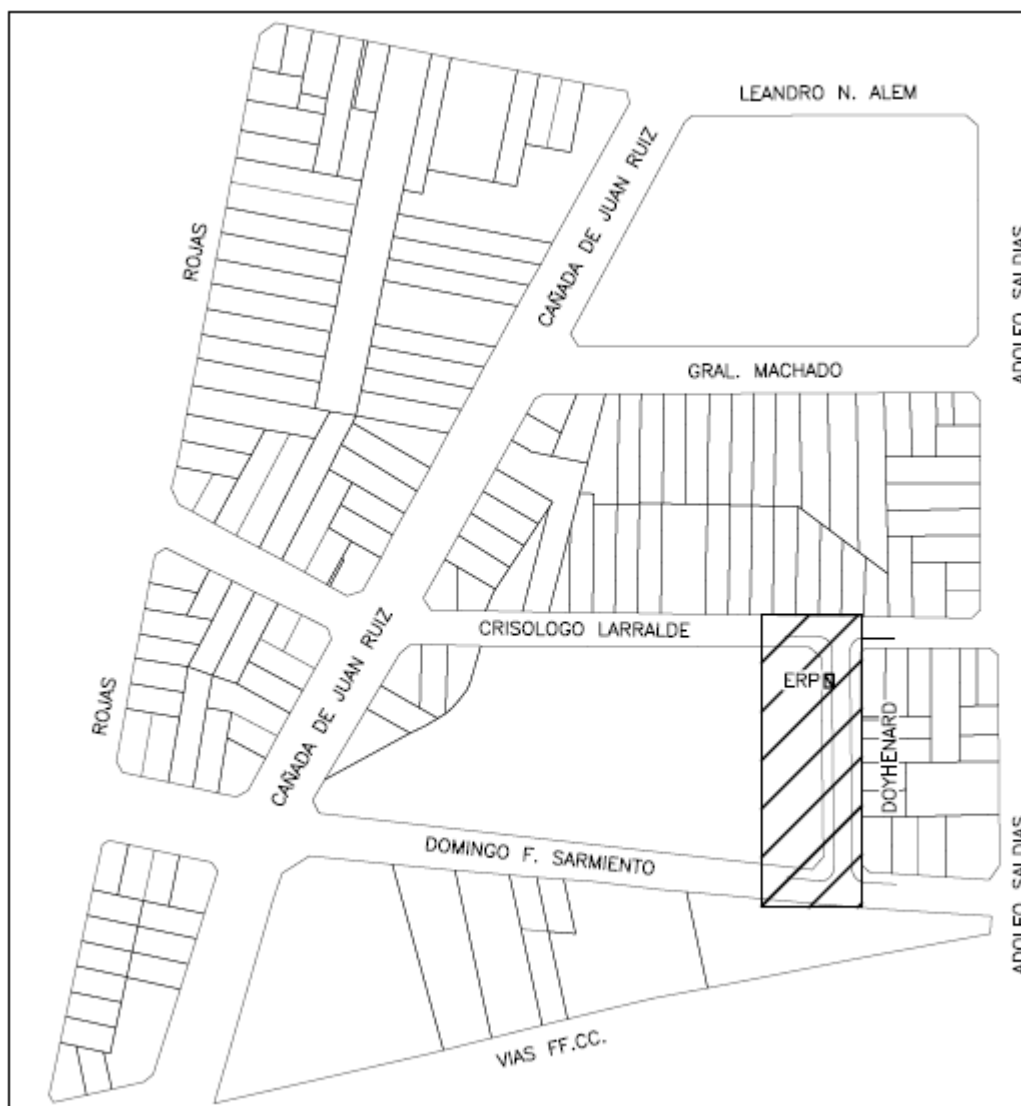 LEANDRO N. ALEM
CAÑADA DE JUAN RUIZ
ROJAS
ADOLFO SALDIAS
GRAL. MACHADO
CRISOLOGO LARRALDE
CAÑADA DE JUAN RUIZ
ERP
ROJAS
DOYHENARD
DOMINGO F. SARMIENTO
ADOLFO SALDIAS
VIAS FF.CC.